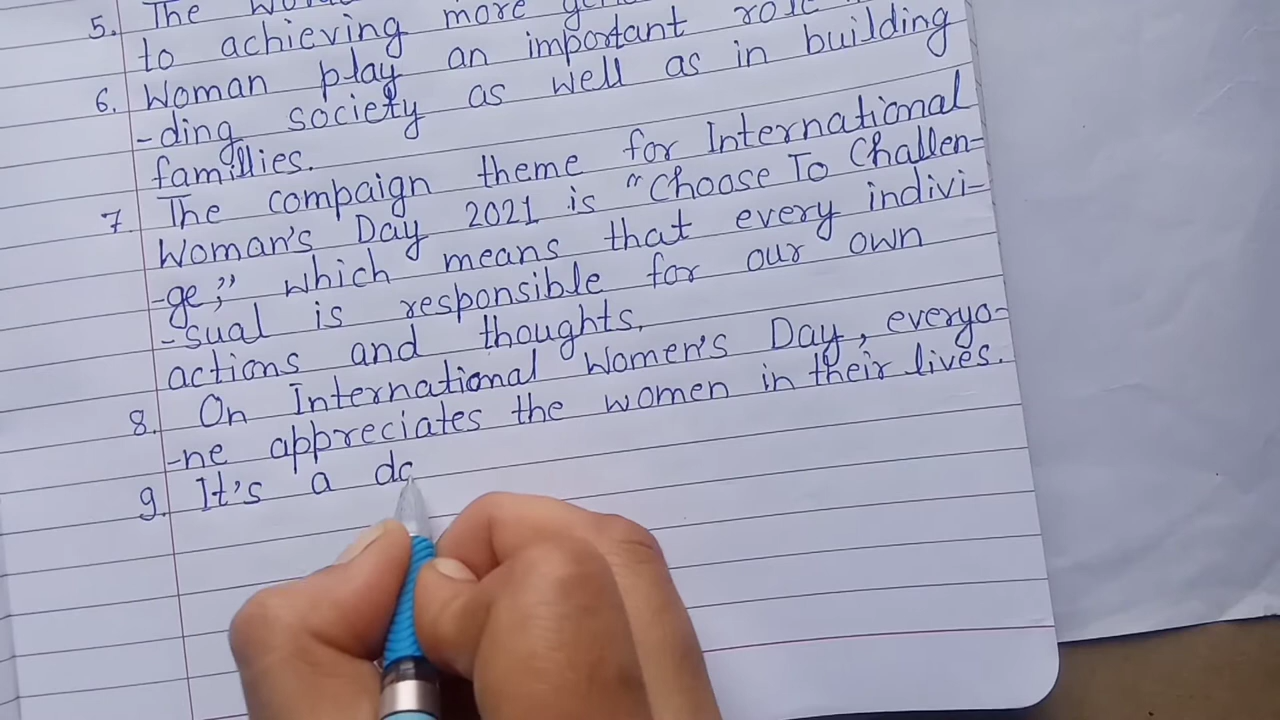 5. The
to achieving more
6. Woman play an important role
-ding society as well as in building
famillies.
7. The compaign theme for International
Woman's Day 2021 is "Choose To Challen-
-ge," which means that every indivi-
-sual is responsible for our own
actions and thoughts.
8. On International Women's Day, everyo-
-ne appreciates the women in their lives.
9. It's a